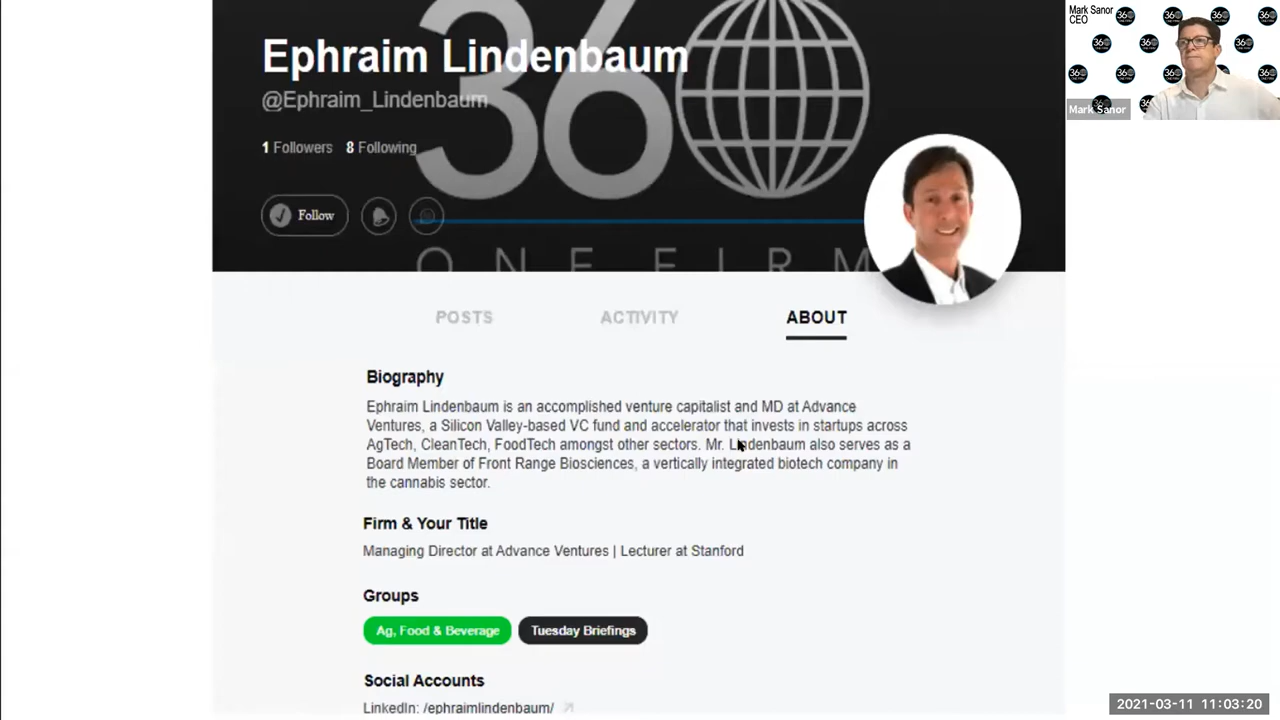 Ephraim Lindenbaum
@Ephraim_Lindenbaum
1 Followers 8 Following
Follow
360
ONE FIRM
POSTS ACTIVITY ABOUT
Biography
Ephraim Lindenbaum is an accomplished venture capitalist and MD at Advance
Ventures, a Silicon Valley-based VC fund and accelerator that invests in startups across
AgTech, CleanTech, FoodTech amongst other sectors. Mr. Lindenbaum also serves as a
Board Member of Front Range Biosciences, a vertically integrated biotech company in
the cannabis sector.
Firm & Your Title
Managing Director at Advance Ventures | Lecturer at Stanford
Groups
Ag, Food & Beverage Tuesday Briefings
Social Accounts
LinkedIn: /ephraimlindenbaum/
Mark Sanor
CEO
Mark Sanor
2021-03-11 11:03:20